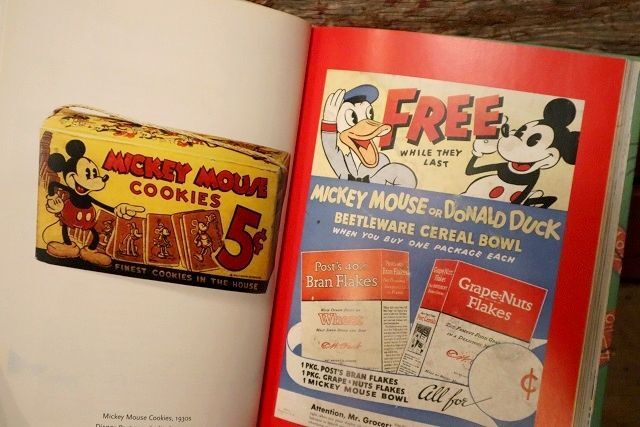 MICKEY MOUSE
COOKIES
5¢
FINEST COOKIES IN THE HOUSE
Mickey Mouse Cookies, 1930s
FREE
WHILE THEY
LAST
MICKEY MOUSE OR DONALD DUCK
BEETLEWARE CEREAL BOWL
WHEN YOU BUY ONE PACKAGE EACH
Post's 40%
Bran Flakes
Wheat
Grape-Nuts
Flakes
1 PKG. POST'S BRAN FLAKES
1 PKG. GRAPE-NUTS FLAKES
1 MICKEY MOUSE BOWL
All for
¢
Attention, Mr. Grocer: